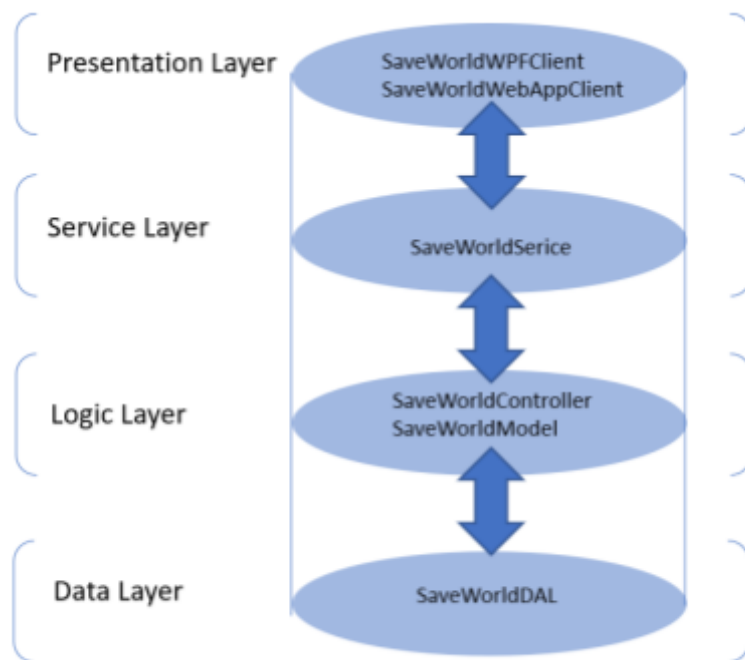 Presentation Layer
SaveWorldWPFClient
SaveWorldWebAppClient
Service Layer
SaveWorldSerice
Logic Layer
SaveWorldController
SaveWorldModel
Data Layer
SaveWorldDAL